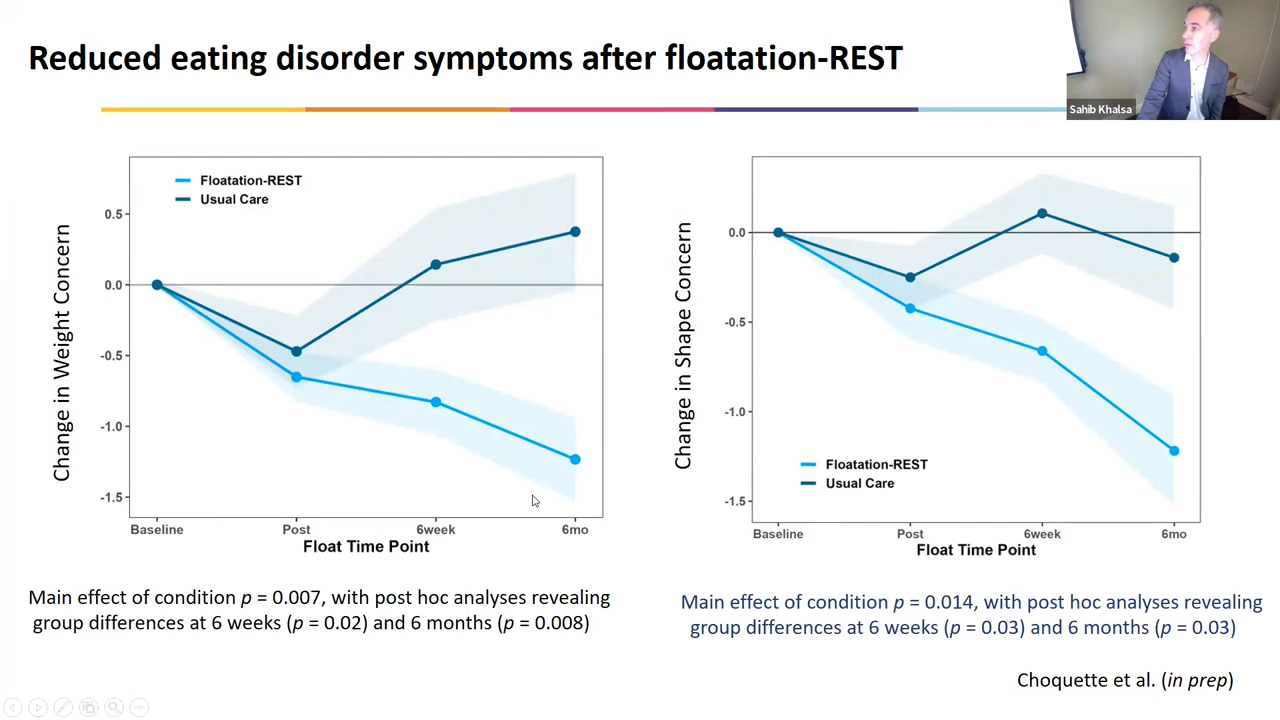 Reduced eating disorder symptoms after floatation-REST
Sahib Khalsa
Change in Weight Concern
Floatation-REST
Usual Care
0.5
0.0
-0.5
-1.0
-1.5
Baseline
Post
6week
6mo
Float Time Point
Change in Shape Concern
0.0
-0.5
-1.0
-1.5
Floatation-REST
Usual Care
Baseline
Post
6week
6mo
Float Time Point
Main effect of condition p = 0.007, with post hoc analyses revealing
group differences at 6 weeks (p = 0.02) and 6 months (p = 0.008)
Main effect of condition p = 0.014, with post hoc analyses revealing
group differences at 6 weeks (p = 0.03) and 6 months (p = 0.03)
Choquette et al. (in prep)